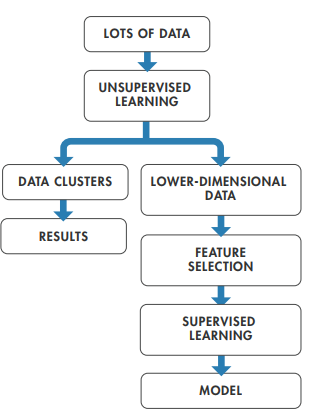 LOTS OF DATA
UNSUPERVISED
LEARNING
DATA CLUSTERS
LOWER-DIMENSIONAL
DATA
RESULTS
FEATURE
SELECTION
SUPERVISED
LEARNING
MODEL